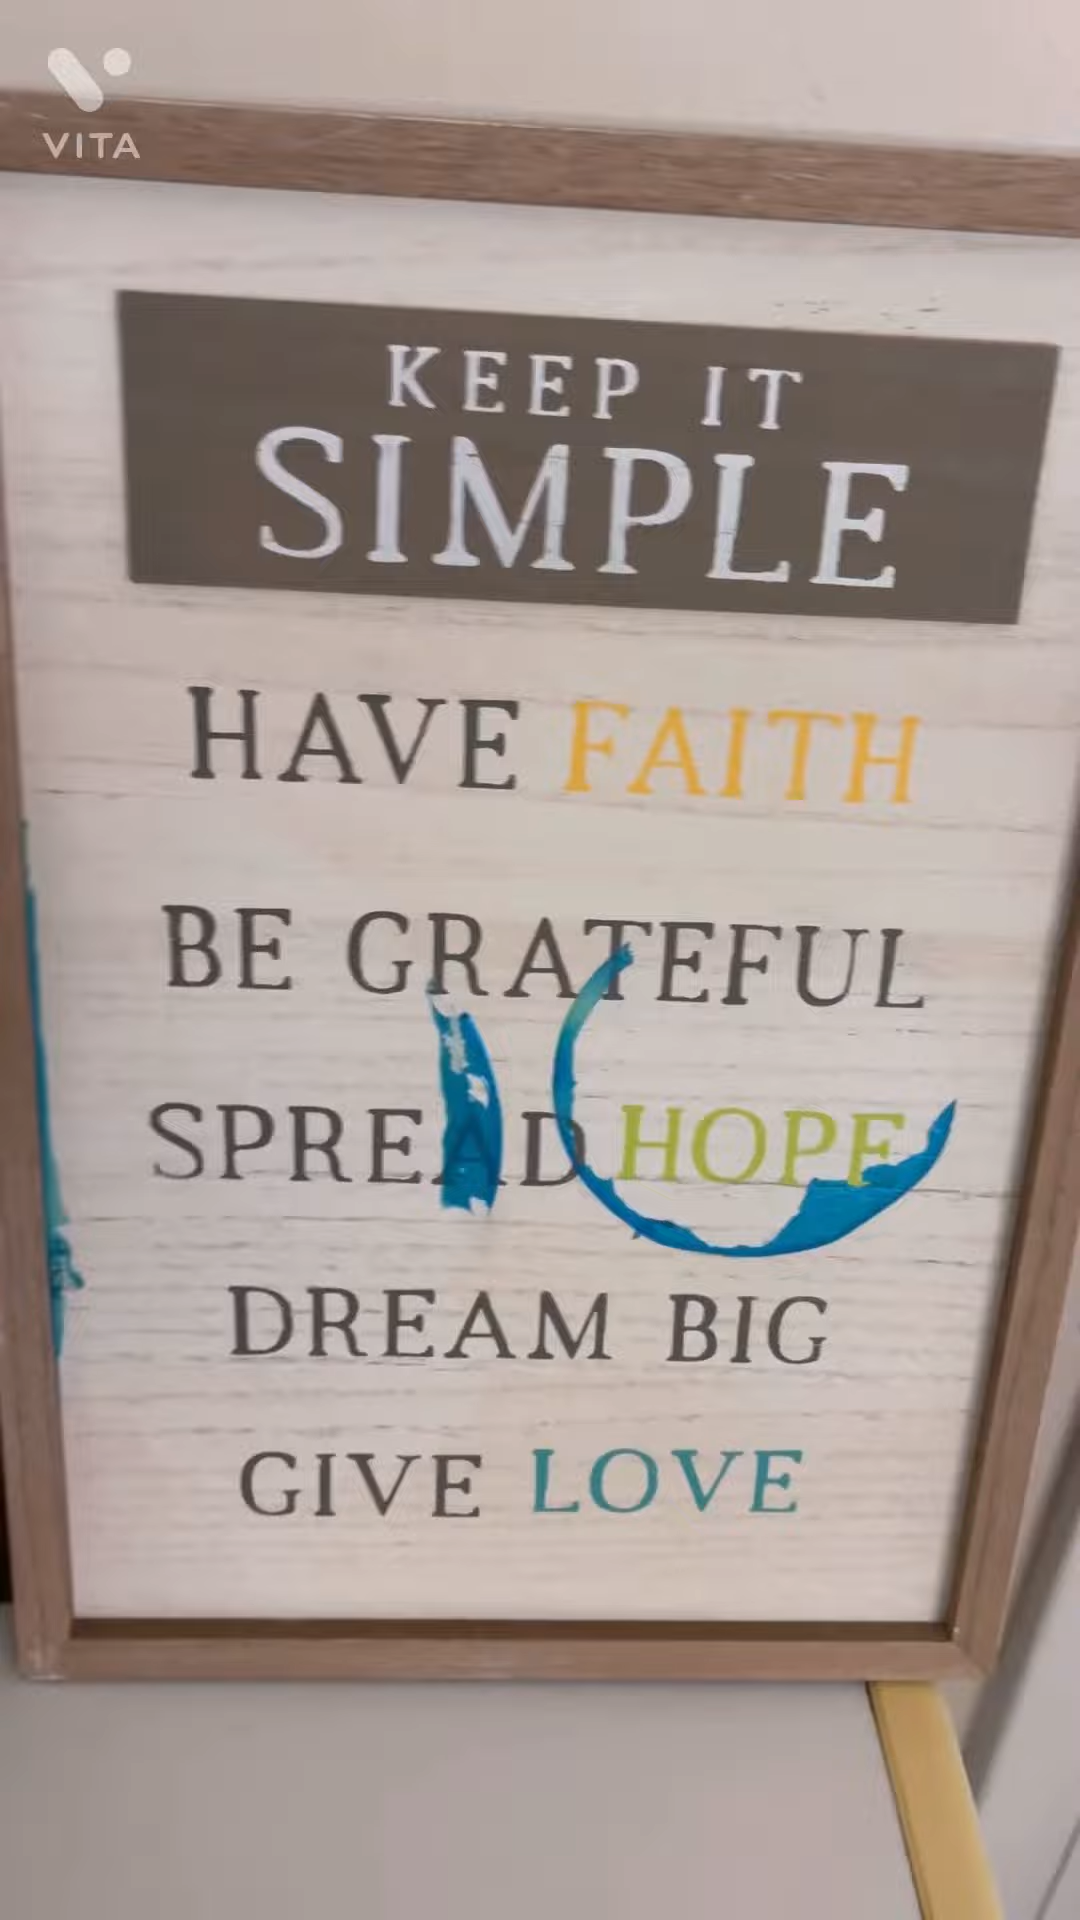 VITA
KEEP IT
SIMPLE
HAVE FAITH
BE GRATEFUL
SPREAD HOPE
DREAM BIG
GIVE LOVE